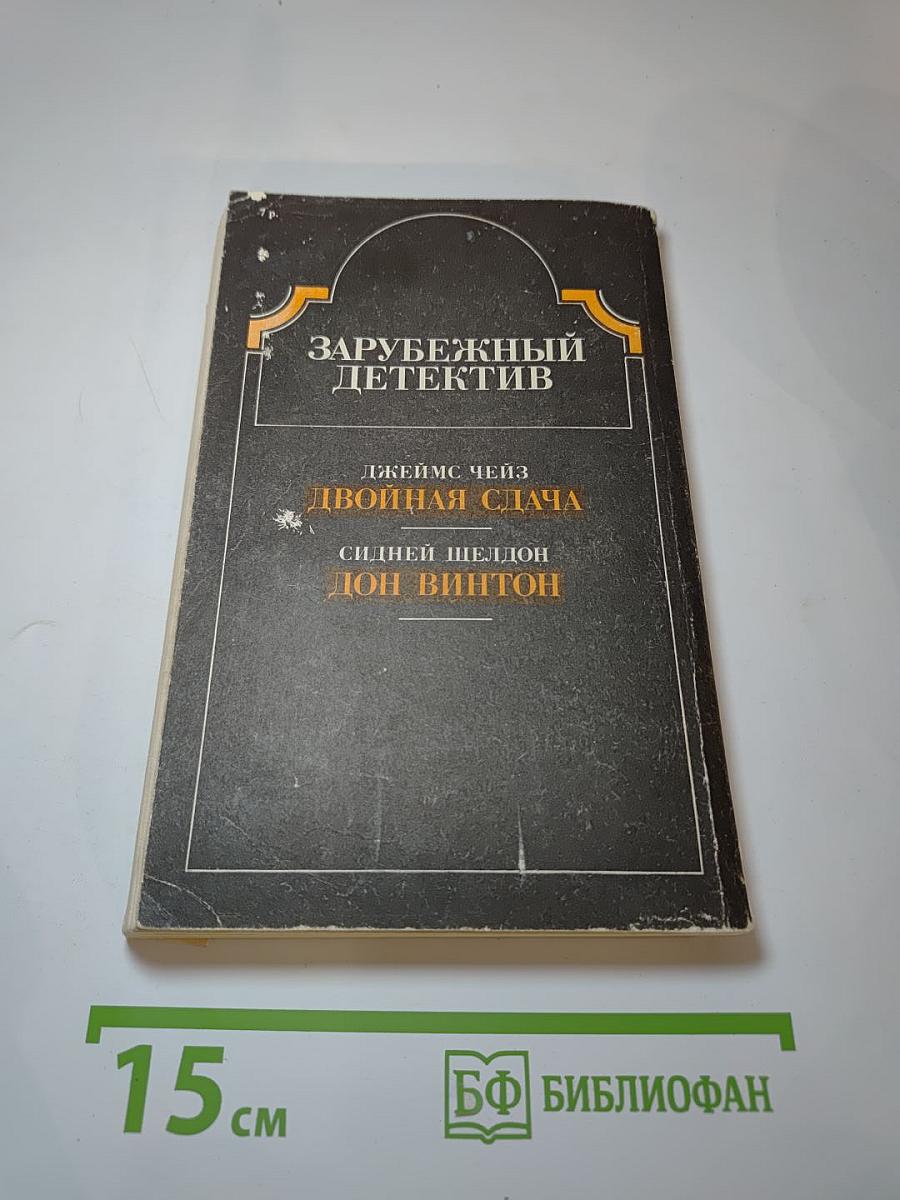 ЗАРУБЕЖНЫЙ
ДЕТЕКТИВ
ДЖЕЙМС ЧЕЙЗ
ДВОЙНАЯ СДАЧА
СИДНЕЙ ШЕЛДОН
ДОН ВИНТОН
15 см
БФ БИБЛИОФАН